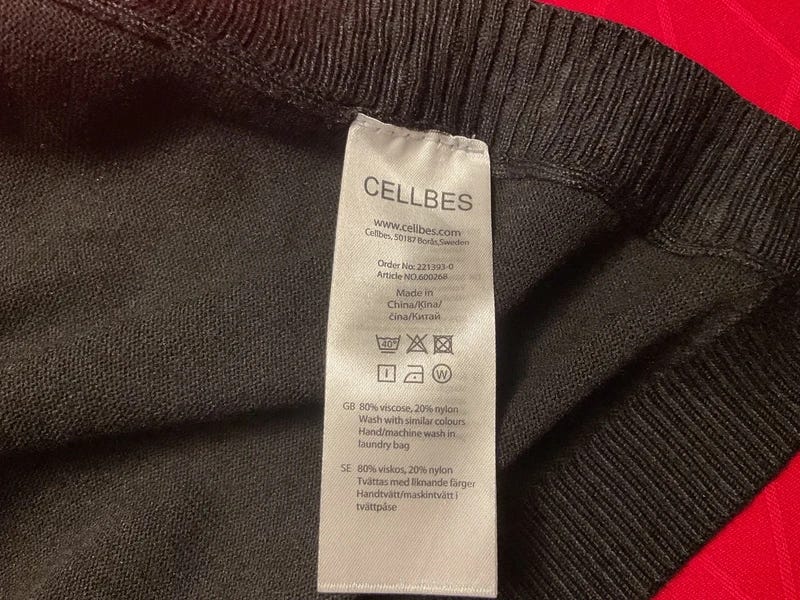 CELLBES
www.cellbes.com
Cellbes, 50187 Borås,Sweden
Order No: 221393-0
Article NO.600268
Made in
China/Kina/
čína/Китай
40°
W
GB 80% viscose, 20% nylon
Wash with similar colours
Hand/machine wash in
laundry bag
SE 80% viskos, 20% nylon
Tvättas med liknande färger
Handtvätt/maskintvätt i
tvättpåse